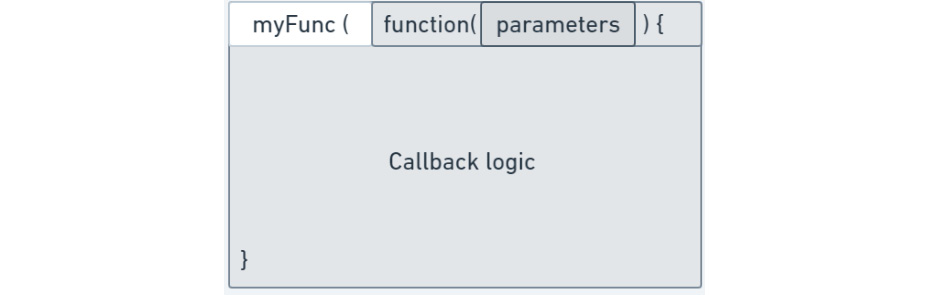 myFunc ( function( parameters ) {
Callback logic
}